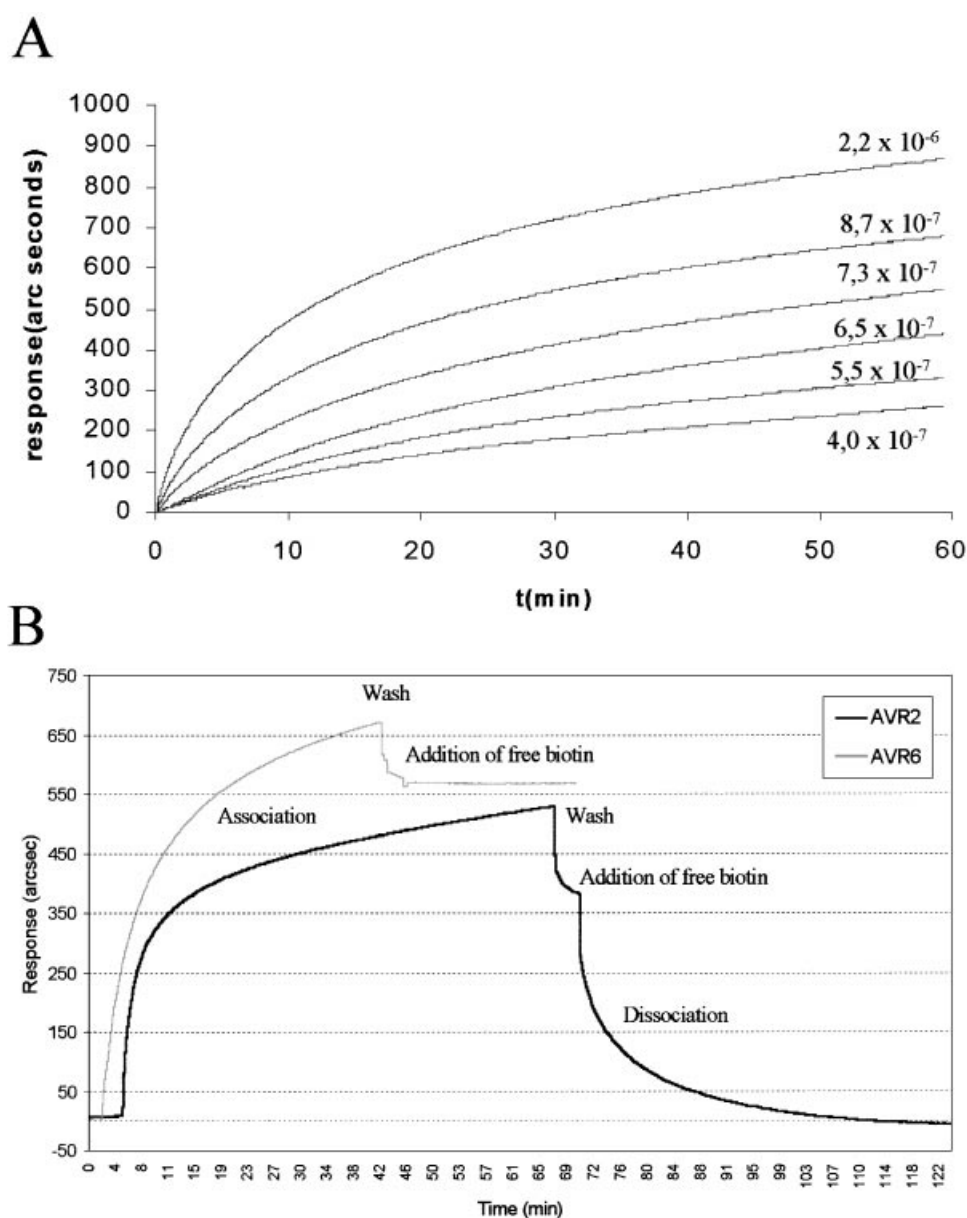 A
response(arc seconds)
1000
900
800
700
600
500
400
300
200
100
0
2,2 x 10-6
8,7 x 10-7
7,3 x 10-7
6,5 x 10-7
5,5 x 10-7
4,0 x 10-7
0 10 20 30 40 50 60
t(min)
B
Response (arcsec)
750
650
550
450
350
250
150
50
-50
Wash
Addition of free biotin
Association
Wash
Addition of free biotin
Dissociation
AVR2
AVR6
0 4 8 11 15 19 23 27 30 34 38 42 46 50 53 57 61 65 69 72 76 80 84 88 91 95 99 103 107 110 114 118 122
Time (min)